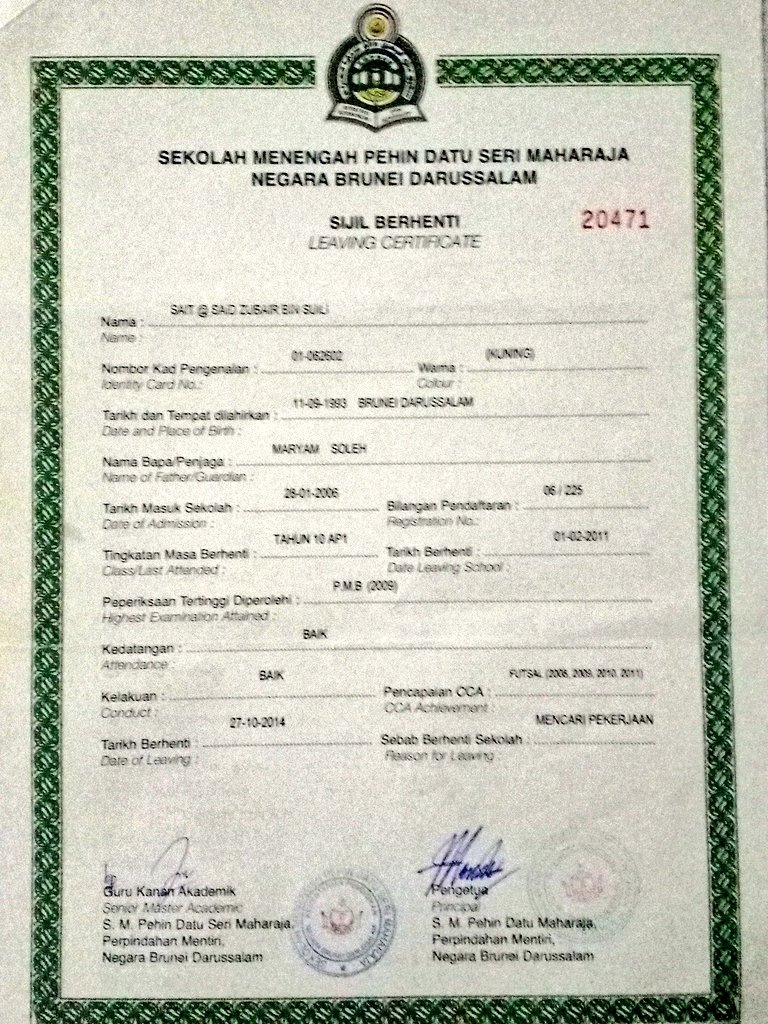 SEKOLAH MENENGAH PEHIN DATU SERI MAHARAJA
NEGARA BRUNEI DARUSSALAM
SIJIL BERHENTI
20471
LEAVING CERTIFICATE
SAIT @ SAID ZUBAIR BIN SUILI
Nama :
Name :
01-062602 (KUNING)
Nombor Kad Pengenalan : Warna :
Identity Card No.: Colour :
11-09-1993 BRUNEI DARUSSALAM
Tarikh dan Tempat dilahirkan :
Date and Place of Birth :
MARYAM SOLEH
Nama Bapa/Penjaga :
Name of Father/Guardian :
28-01-2006 06 / 225
Tarikh Masuk Sekolah : Bilangan Pendaftaran :
Date of Admission : Registration No.:
TAHUN 10 AP1 01-02-2011
Tingkatan Masa Berhenti : Tarikh Berhenti :
Class/Last Attended : Date Leaving School :
P.M.B (2009)
Peperiksaan Tertinggi Diperolehi :
Highest Examination Attained :
BAIK
Kedatangan :
Attendance :
BAIK FUTSAL (2008, 2009, 2010, 2011)
Kelakuan : Pencapaian CCA :
Conduct : CCA Achievement :
27-10-2014 MENCARI PEKERJAAN
Tarikh Berhenti : Sebab Berhenti Sekolah :
Date of Leaving : Reason for Leaving :
Guru Kanan Akademik
Senior Master Academic
S. M. Pehin Datu Seri Maharaja,
Perpindahan Mentiri,
Negara Brunei Darussalam
Pengetua
Principal
S. M. Pehin Datu Maharaja,
Perpindahan Mentiri,
Negara Brunei Darussalam